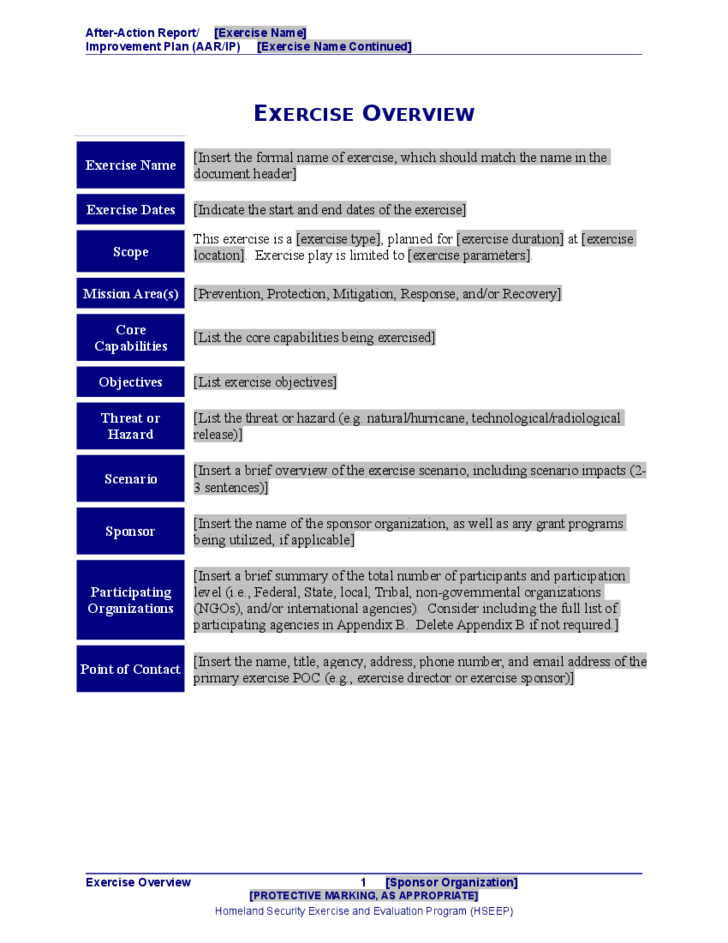 After-Action Report/ [Exercise Name]
Improvement Plan (AAR/IP) [Exercise Name Continued]
EXERCISE OVERVIEW
Exercise Name
[Insert the formal name of exercise, which should match the name in the
document header]
Exercise Dates
[Indicate the start and end dates of the exercise]
Scope
This exercise is a [exercise type], planned for [exercise duration] at [exercise
location]. Exercise play is limited to [exercise parameters].
Mission Area(s)
[Prevention, Protection, Mitigation, Response, and/or Recovery]
Core
Capabilities
[List the core capabilities being exercised]
Objectives
[List exercise objectives]
Threat or
Hazard
[List the threat or hazard (e.g. natural/hurricane, technological/radiological
release)]
Scenario
[Insert a brief overview of the exercise scenario, including scenario impacts (2-
3 sentences)]
Sponsor
[Insert the name of the sponsor organization, as well as any grant programs
being utilized, if applicable]
Participating
Organizations
[Insert a brief summary of the total number of participants and participation
level (i.e., Federal, State, local, Tribal, non-governmental organizations
(NGOs), and/or international agencies). Consider including the full list of
participating agencies in Appendix B. Delete Appendix B if not required.]
Point of Contact
[Insert the name, title, agency, address, phone number, and email address of the
primary exercise POC (e.g., exercise director or exercise sponsor)]
Exercise Overview 1 [Sponsor Organization]
[PROTECTIVE MARKING, AS APPROPRIATE]
Homeland Security Exercise and Evaluation Program (HSEEP)